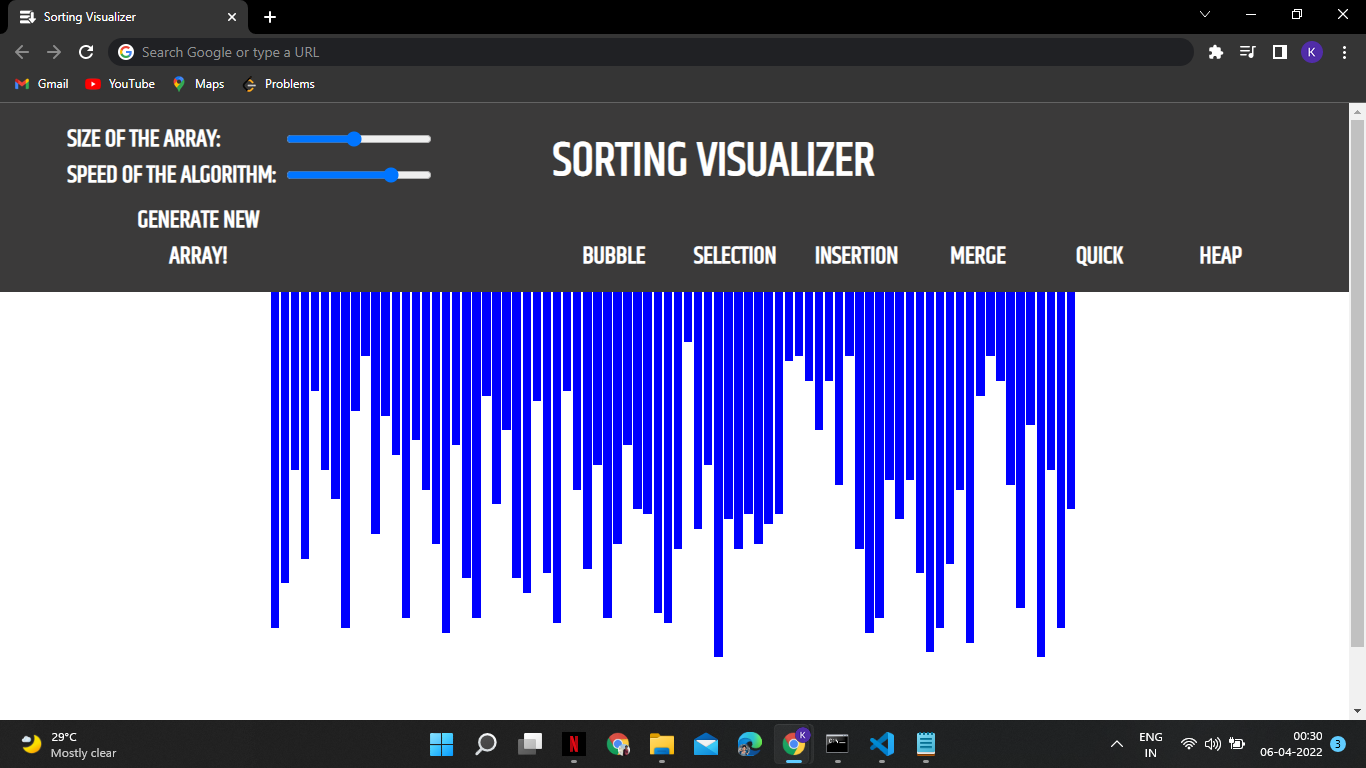 Sorting Visualizer
Search Google or type a URL
K
Gmail
YouTube
Maps
Problems
SIZE OF THE ARRAY:
SPEED OF THE ALGORITHM:
SORTING VISUALIZER
GENERATE NEW
ARRAY!
BUBBLE
SELECTION
INSERTION
MERGE
QUICK
HEAP
29°C
Mostly clear
N
K
ENG
IN
00:30
06-04-2022
3